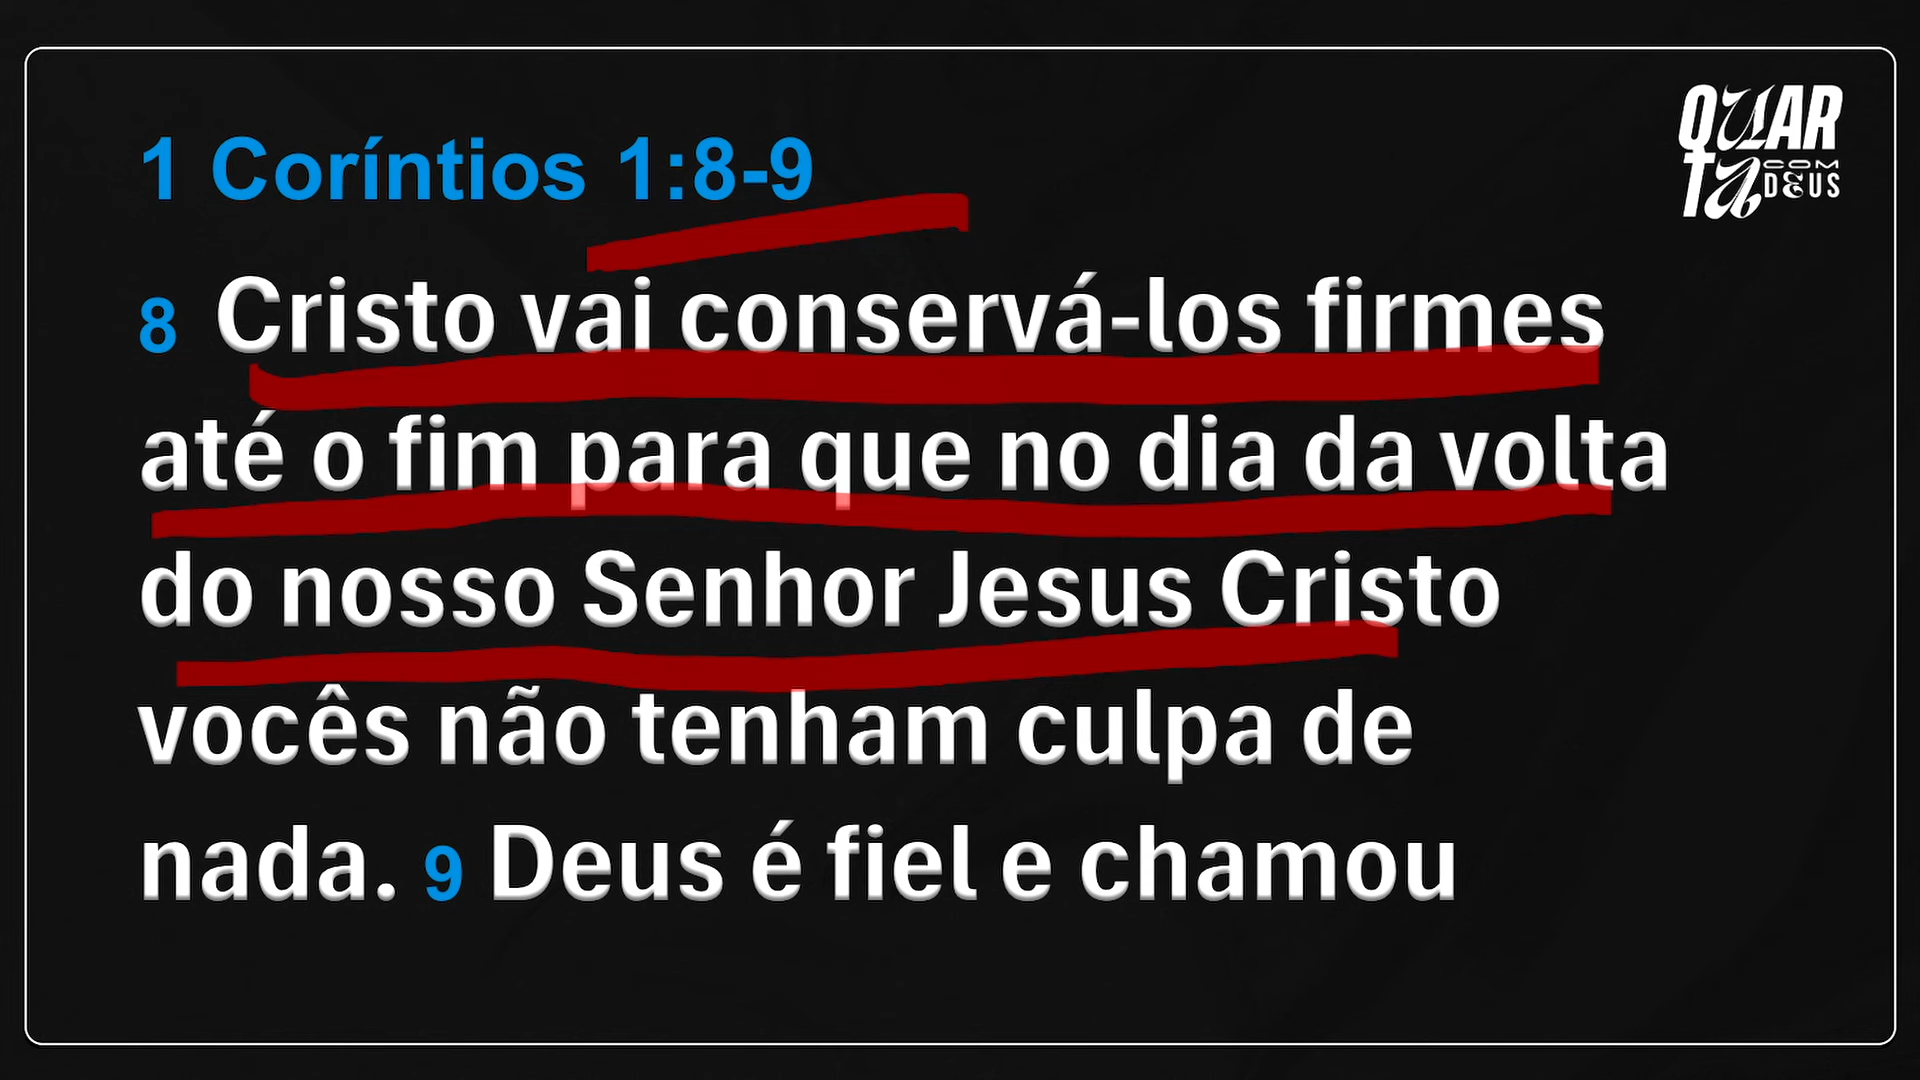 QUAR
TA COM
DEUS
1 Coríntios 1:8-9
8 Cristo vai conservá-los firmes
até o fim para que no dia da volta
do nosso Senhor Jesus Cristo
vocês não tenham culpa de
nada. 9 Deus é fiel e chamou